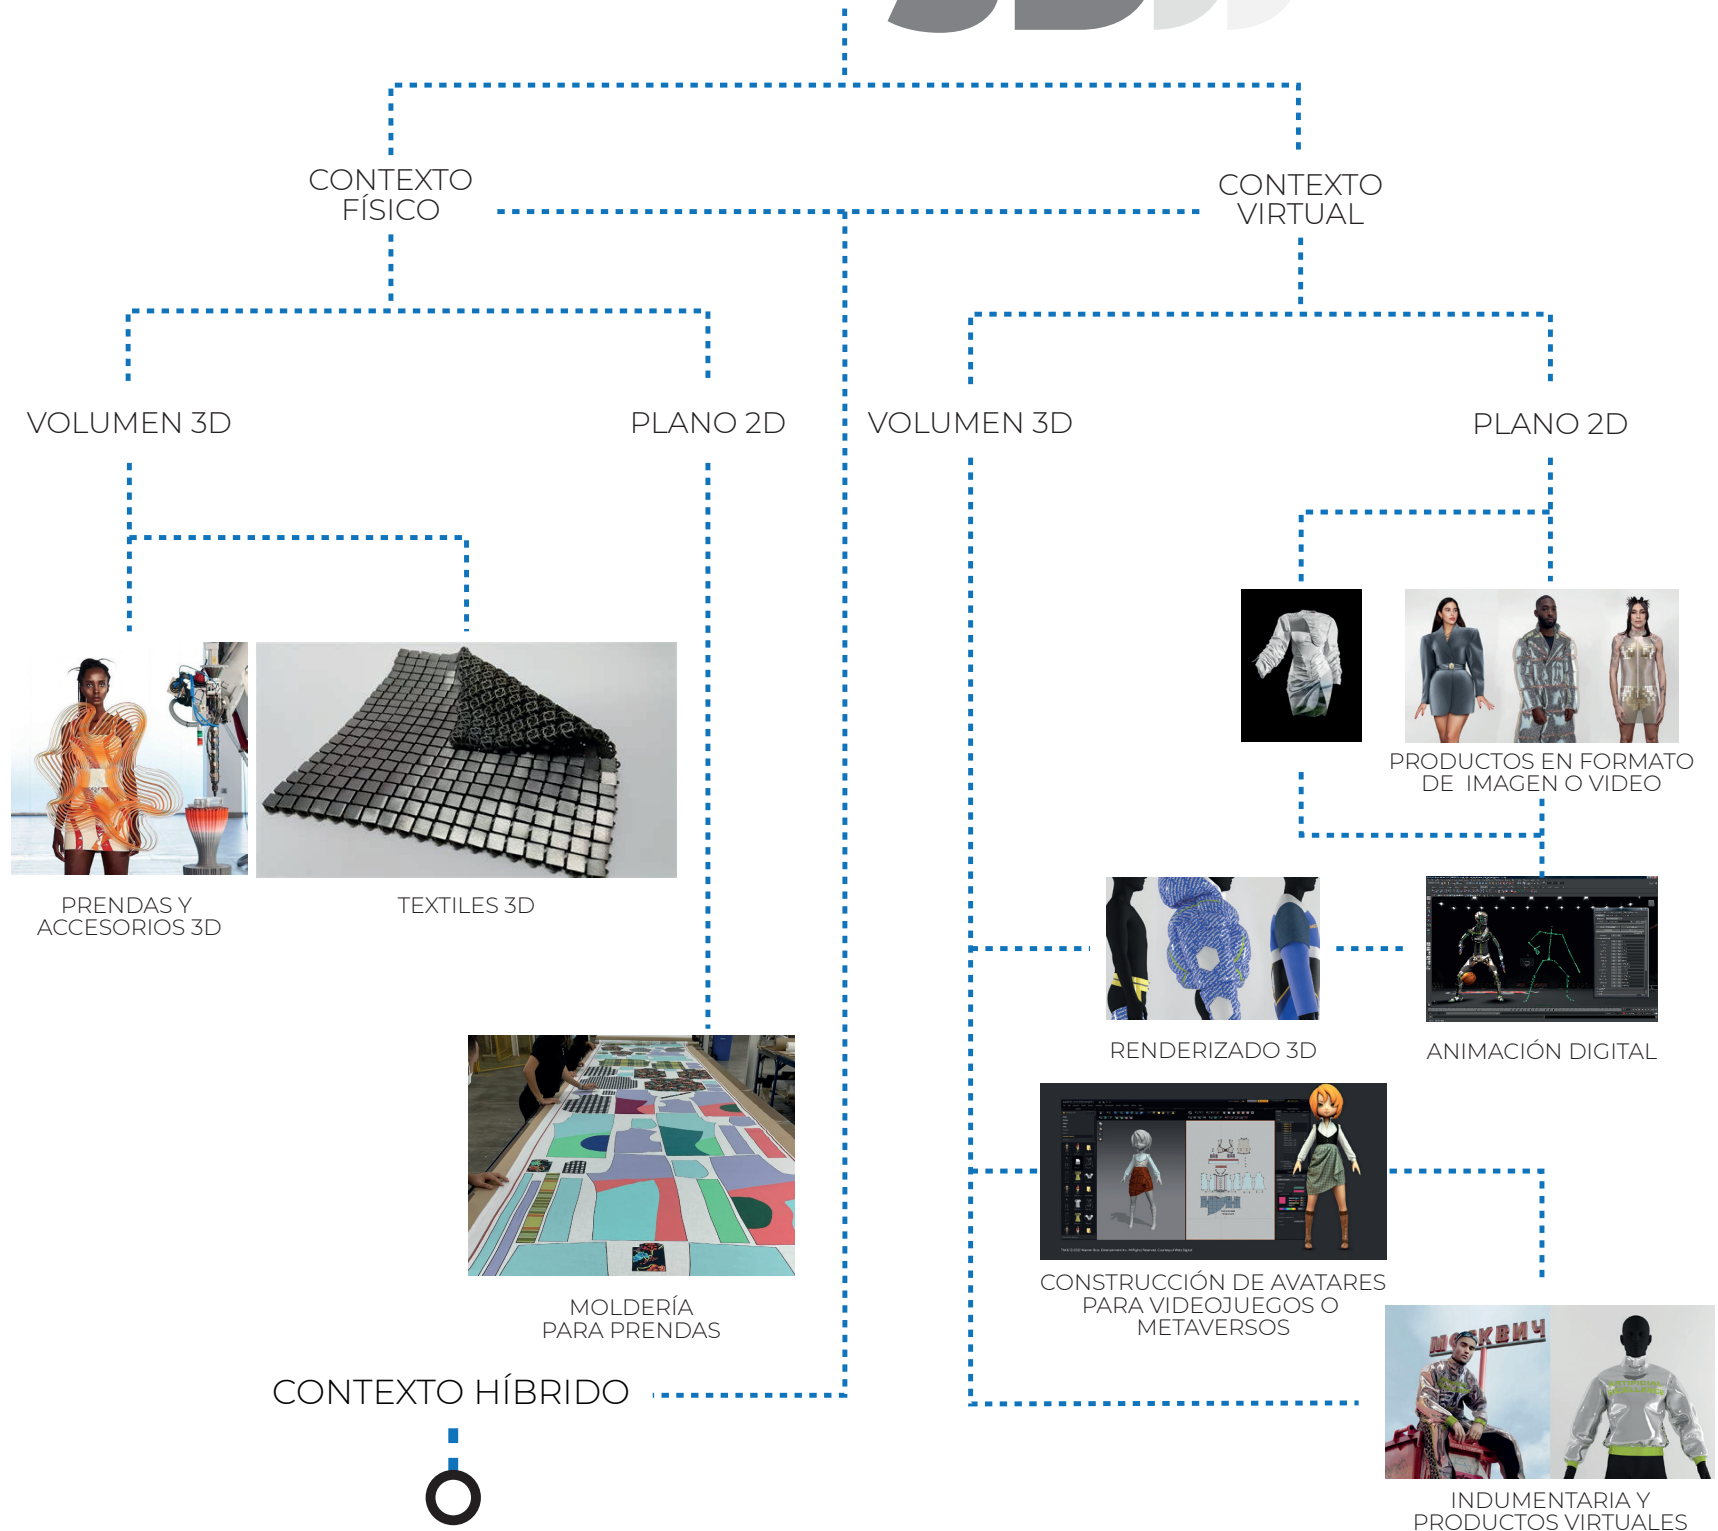 CONTEXTO
FÍSICO
CONTEXTO
VIRTUAL
VOLUMEN 3D
PLANO 2D
VOLUMEN 3D
PLANO 2D
PRODUCTOS EN FORMATO
DE IMAGEN O VIDEO
PRENDAS Y
ACCESORIOS 3D
TEXTILES 3D
RENDERIZADO 3D
ANIMACIÓN DIGITAL
MOLDERÍA
PARA PRENDAS
CONSTRUCCIÓN DE AVATARES
PARA VIDEOJUEGOS O
METAVERSOS
МОСКВИЧ
CONTEXTO HÍBRIDO
INDUMENTARIA Y
PRODUCTOS VIRTUALES